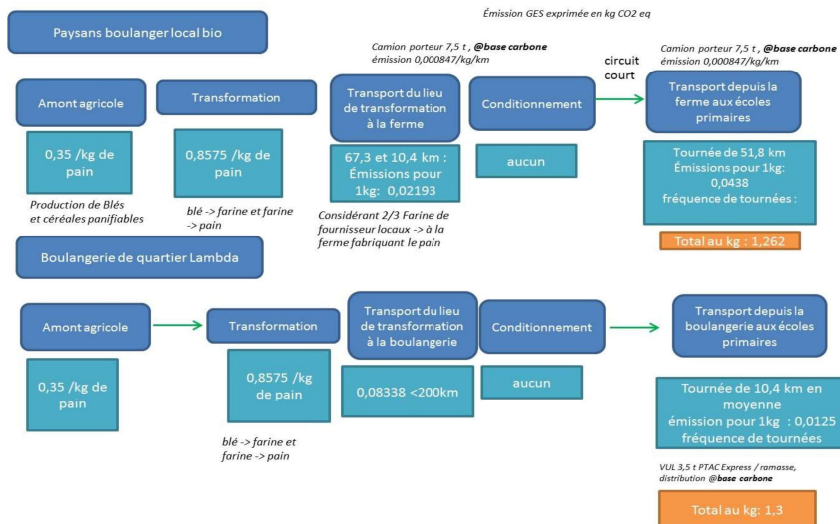 Émission GES exprimée en kg CO2 eq
Paysans boulanger local bio
Camion porteur 7,5 t , @base carbone
émission 0,000847/kg/km
circuit
court
Camion porteur 7,5 t , @base carbone
émission 0,000847/kg/km
Amont agricole
Transformation
Transport du lieu
de transformation
à la ferme
Conditionnement
Transport depuis la
ferme aux écoles
primaires
0,35 /kg de
pain
0,8575 /kg de
pain
67,3 et 10,4 km :
Émissions pour
1kg: 0,02193
aucun
Tournée de 51,8 km
Émissions pour 1kg:
0,0438
fréquence de tournées :
Production de Blés
et céréales panifiables
blé -> farine et farine
-> pain
Considérant 2/3 Farine de
fournisseur locaux -> à la
ferme fabriquant le pain
Total au kg : 1,262
Boulangerie de quartier Lambda
Amont agricole
Transformation
Transport du lieu
de transformation
à la boulangerie
Conditionnement
Transport depuis la
boulangerie aux écoles
primaires
0,35 /kg de
pain
0,8575 /kg
de pain
0,08338 <200km
aucun
Tournée de 10,4 km en
moyenne
émission pour 1kg : 0,0125
fréquence de tournées
blé -> farine et
farine -> pain
VUL 3,5 t PTAC Express / ramasse,
distribution @base carbone
Total au kg: 1,3